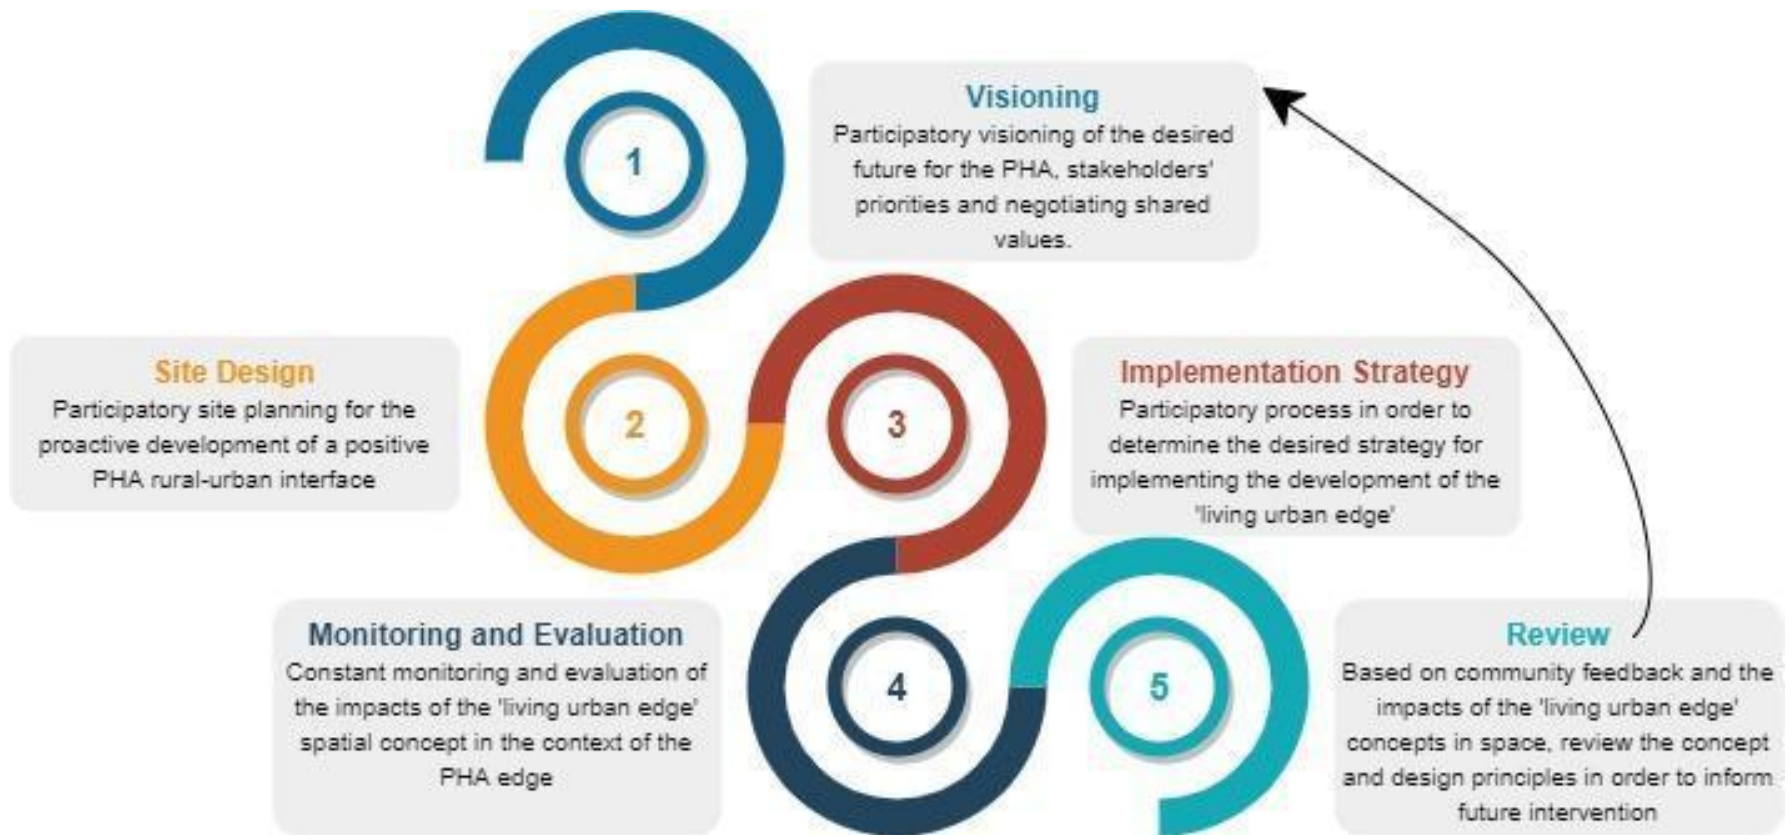 1
Visioning
Participatory visioning of the desired
future for the PHA, stakeholders'
priorities and negotiating shared
values.
Site Design
Participatory site planning for the
proactive development of a positive
PHA rural-urban interface
2
3
Implementation Strategy
Participatory process in order to
determine the desired strategy for
implementing the development of the
'living urban edge'
Monitoring and Evaluation
Constant monitoring and evaluation of
the impacts of the 'living urban edge'
spatial concept in the context of the
PHA edge
4
5
Review
Based on community feedback and the
impacts of the 'living urban edge'
concepts in space, review the concept
and design principles in order to inform
future intervention